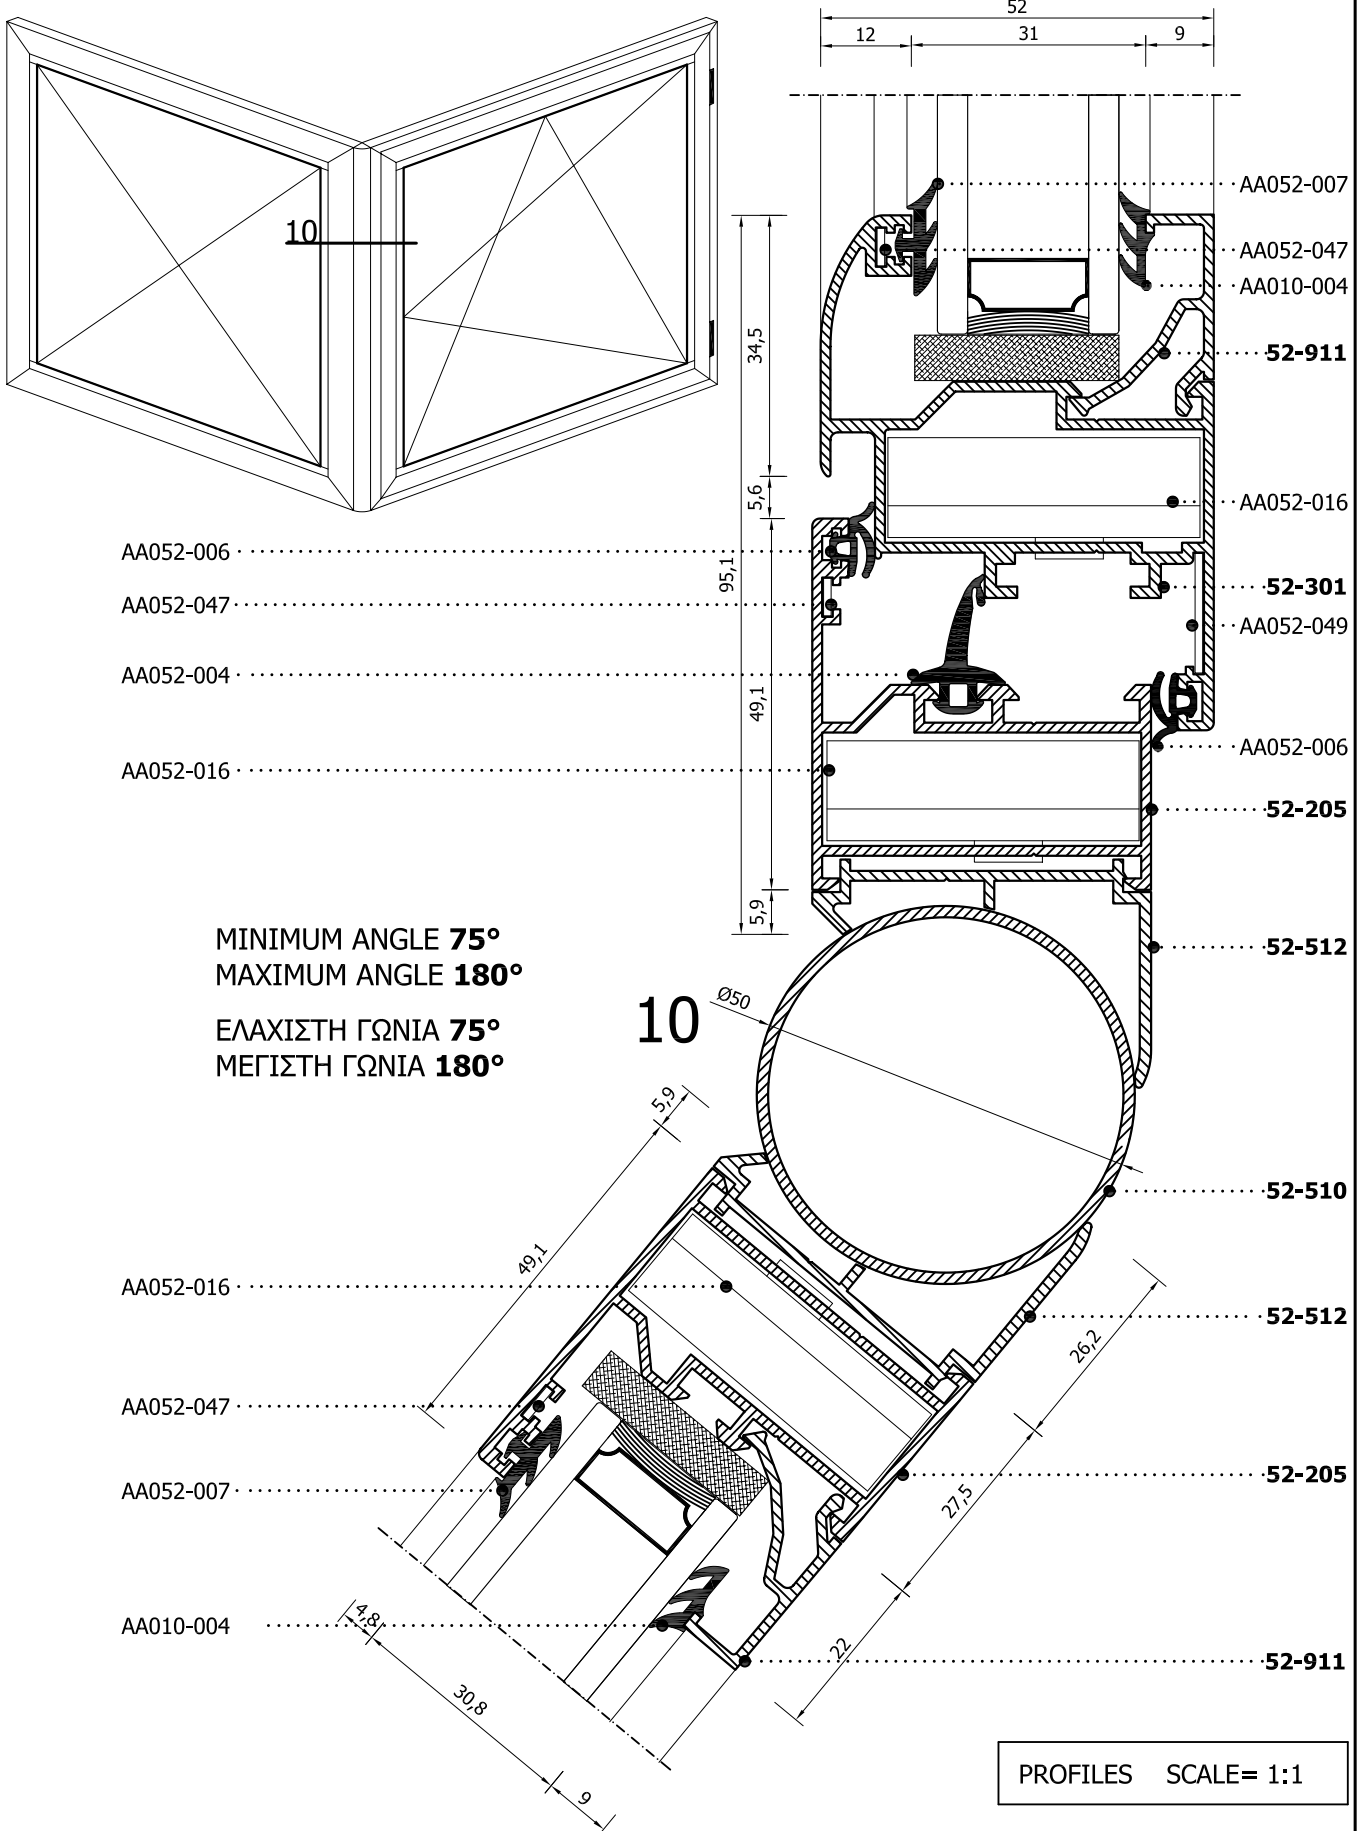 52
12
31
9
10
AA052-007
AA052-047
AA010-004
52-911
34,5
AA052-016
5,6
AA052-006
95,1
52-301
AA052-047
AA052-049
AA052-004
49,1
AA052-006
AA052-016
52-205
5,9
MINIMUM ANGLE 75°
MAXIMUM ANGLE 180°
52-512
ΕΛΑΧΙΣΤΗ ΓΩΝΙΑ 75°
ΜΕΓΙΣΤΗ ΓΩΝΙΑ 180°
10
Ø50
5,9
52-510
49,1
AA052-016
52-512
26,2
AA052-047
52-205
AA052-007
27,5
4,8
AA010-004
22
52-911
30,8
9
PROFILES SCALE= 1:1